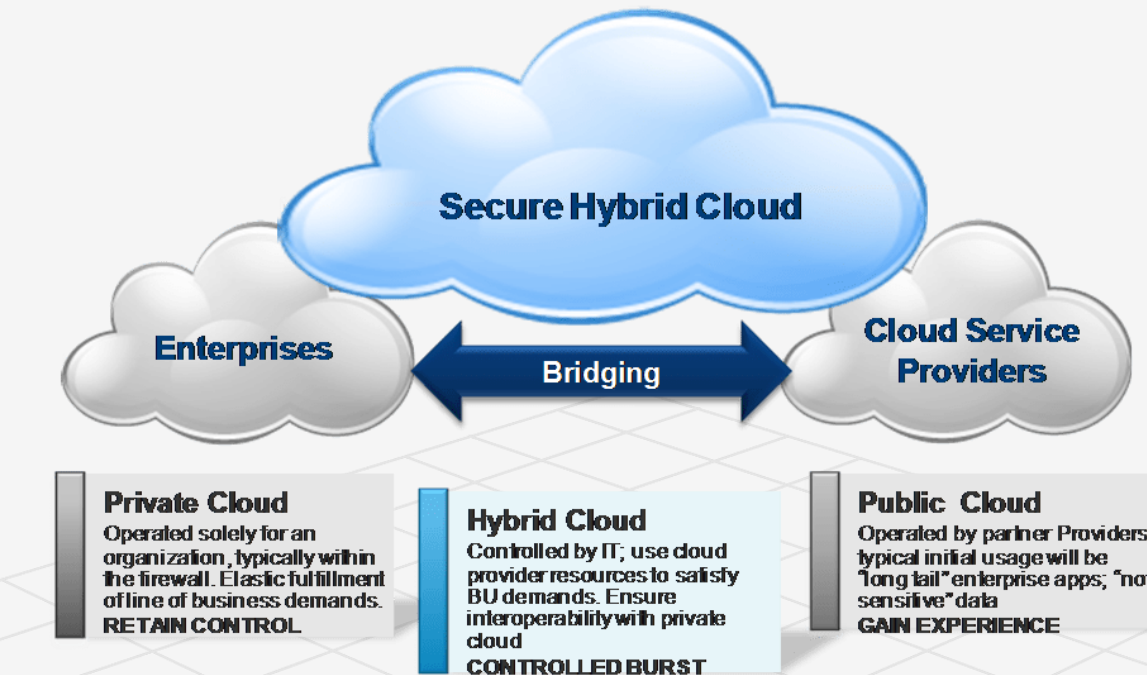 Secure Hybrid Cloud
Enterprises
Bridging
Cloud Service
Providers
Private Cloud
Operated solely for an
organization, typically within
the firewall. Elastic fulfillment
of line of business demands.
RETAIN CONTROL
Hybrid Cloud
Controlled by IT; use cloud
provider resources to satisfy
BU demands. Ensure
interoperability with private
cloud
CONTROLLED BURST
Public Cloud
Operated by partner Providers
typical initial usage will be
"long tail" enterprise apps; "no
sensitive" data
GAIN EXPERIENCE